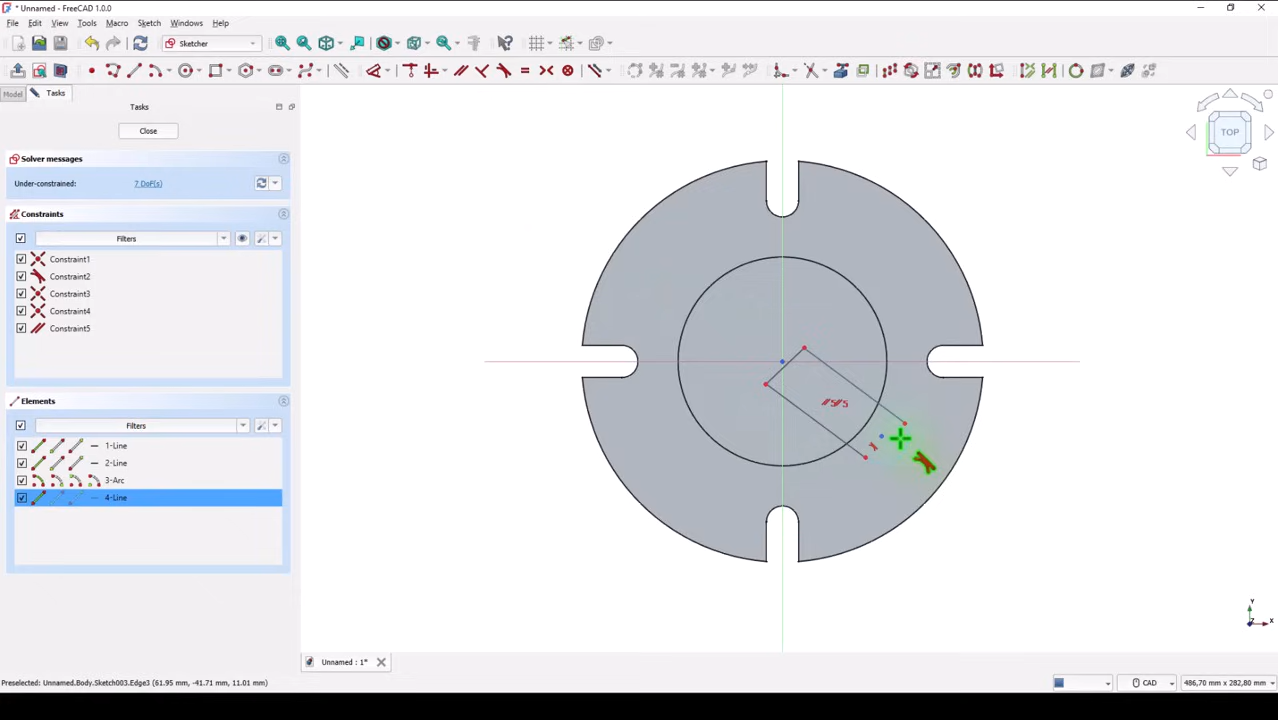 * Unnamed - FreeCAD 1.0.0
File Edit View Tools Macro Sketch Windows Help
Sketcher
Model Tasks
Tasks
Close
Solver messages
Under-constrained: 7 DoF(s)
Constraints
Filters
Constraint1
Constraint2
Constraint3
Constraint4
Constraint5
Elements
Filters
1-Line
2-Line
3-Arc
4-Line
TOP
Y
Z
X
Unnamed : 1*
Preselected: Unnamed.Body.Sketch003.Edge3 (61.95 mm, -41.71 mm, 11.01 mm)
CAD
486,70 mm x 282,80 mm